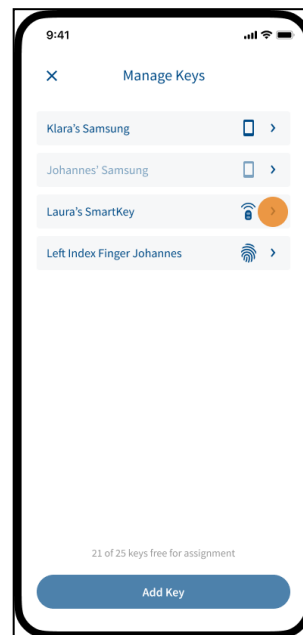 9:41
Manage Keys
Klara's Samsung
Johannes' Samsung
Laura's SmartKey
Left Index Finger Johannes
21 of 25 keys free for assignment
Add Key